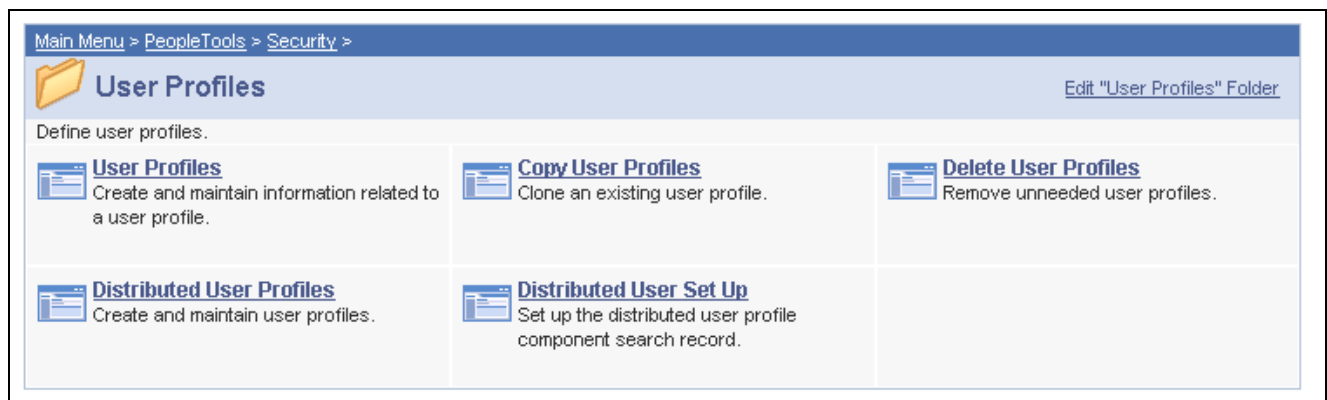 Main Menu > PeopleTools > Security >
User Profiles
Edit "User Profiles" Folder
Define user profiles.
User Profiles
Create and maintain information related to
a user profile.
Copy User Profiles
Clone an existing user profile.
Delete User Profiles
Remove unneeded user profiles.
Distributed User Profiles
Create and maintain user profiles.
Distributed User Set Up
Set up the distributed user profile
component search record.